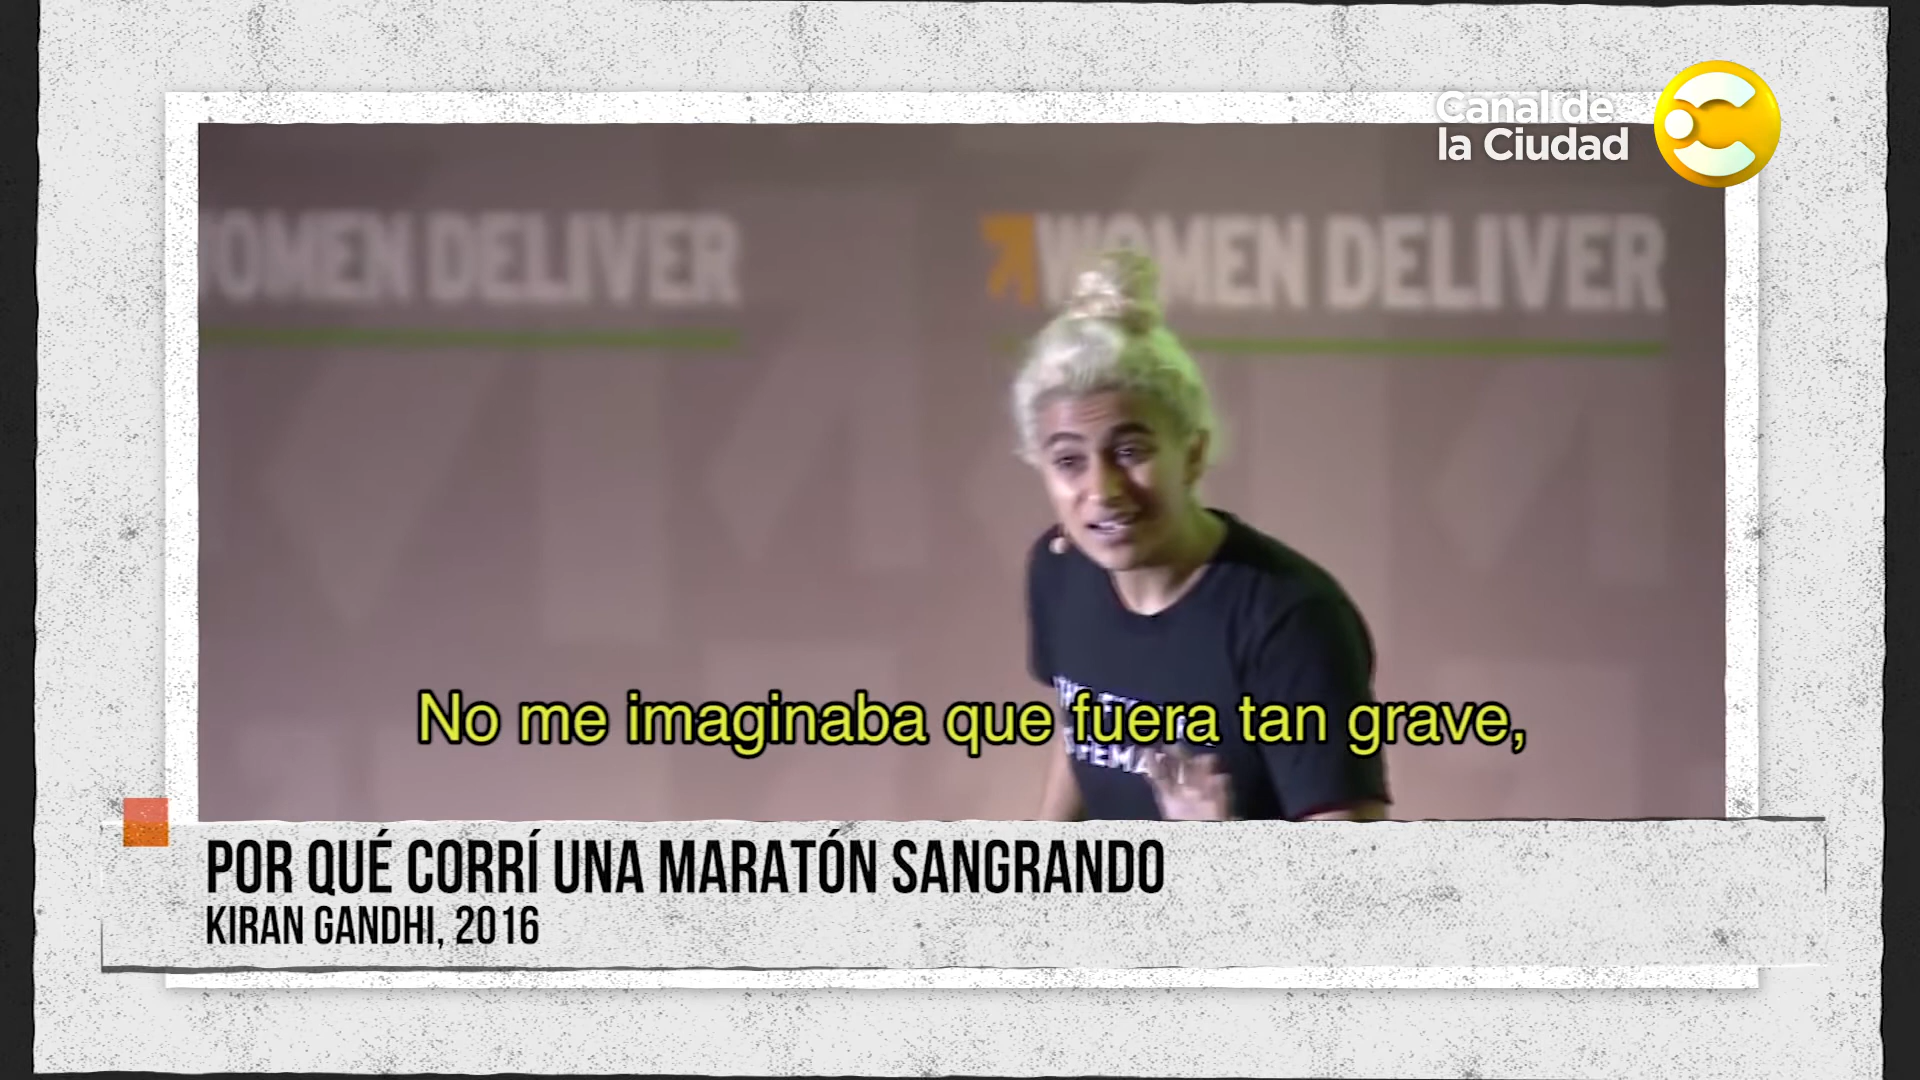 Canal de
la Ciudad
WOMEN DELIVER
WOMEN DELIVER
No me imaginaba que fuera tan grave,
POR QUÉ CORRÍ UNA MARATÓN SANGRANDO
KIRAN GANDHI, 2016